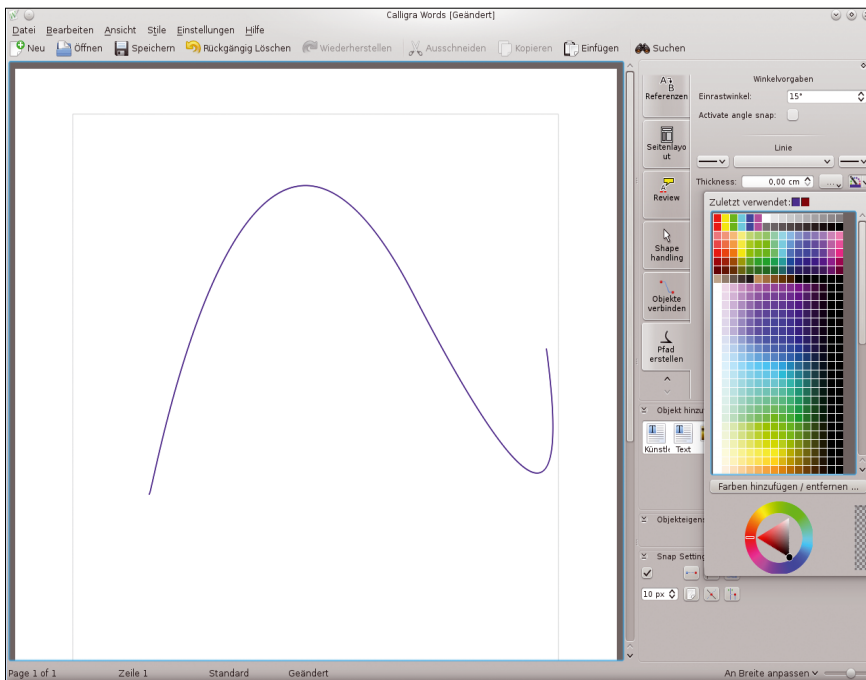 Calligra Words [Geändert]
Datei Bearbeiten Ansicht Stile Einstellungen Hilfe
Neu Öffnen Speichern Rückgängig Löschen Wiederherstellen Ausschneiden Kopieren Einfügen Suchen
Referenzen
Seitenlayo
ut
Review
Shape
handling
Objekte
verbinden
Pfad
erstellen
Winkelvorgaben
Einrastwinkel: 15°
Activate angle snap:
Linie
Thickness: 0,00 cm ...
Zuletzt verwendet:
Farben hinzufügen / entfernen ...
Objekt hinzu
Künstle Text
Objekteigens
Snap Setting
10 px
Page 1 of 1 Zeile 1 Standard Geändert An Breite anpassen